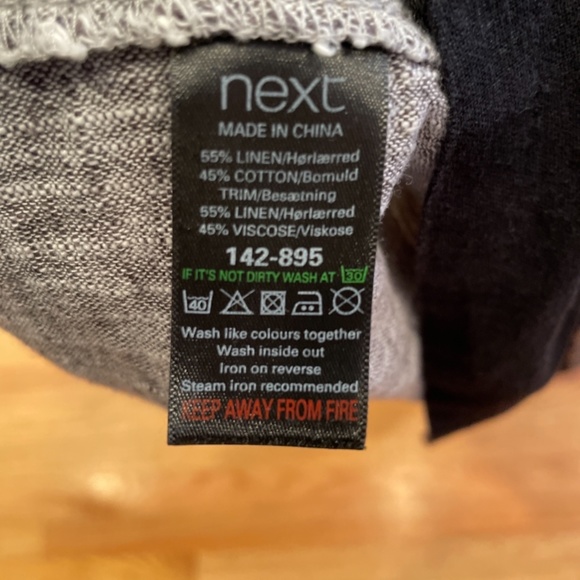 next
MADE IN CHINA
55% LINEN/Hørlærred
45% COTTON/Bomuld
TRIM/Besætning
55% LINEN/Hørlærred
45% VISCOSE/Viskose
142-895
IF IT'S NOT DIRTY WASH AT 30
40
Wash like colours together
Wash inside out
Iron on reverse
Steam iron recommended
KEEP AWAY FROM FIRE